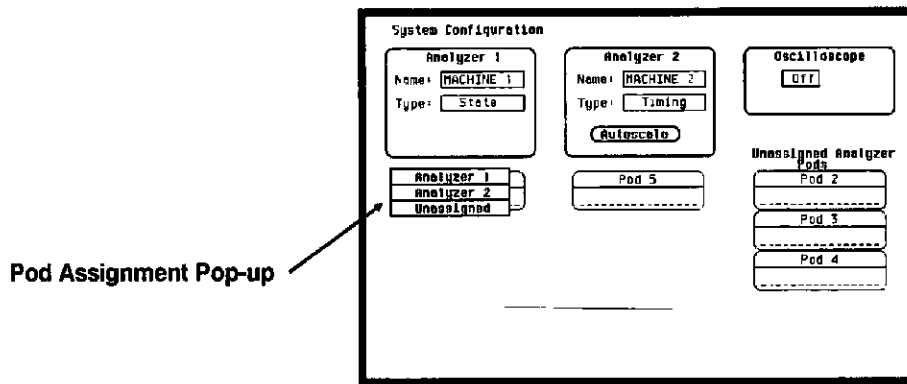 System Configuration
Analyzer 1
Name: MACHINE 1
Type: State
Analyzer 2
Name: MACHINE 2
Type: Timing
Autoscale
Oscilloscope
Off
Analyzer 1
Analyzer 2
Unassigned
Pod 5
Unassigned Analyzer
Pods
Pod 2
Pod 3
Pod 4
Pod Assignment Pop-up